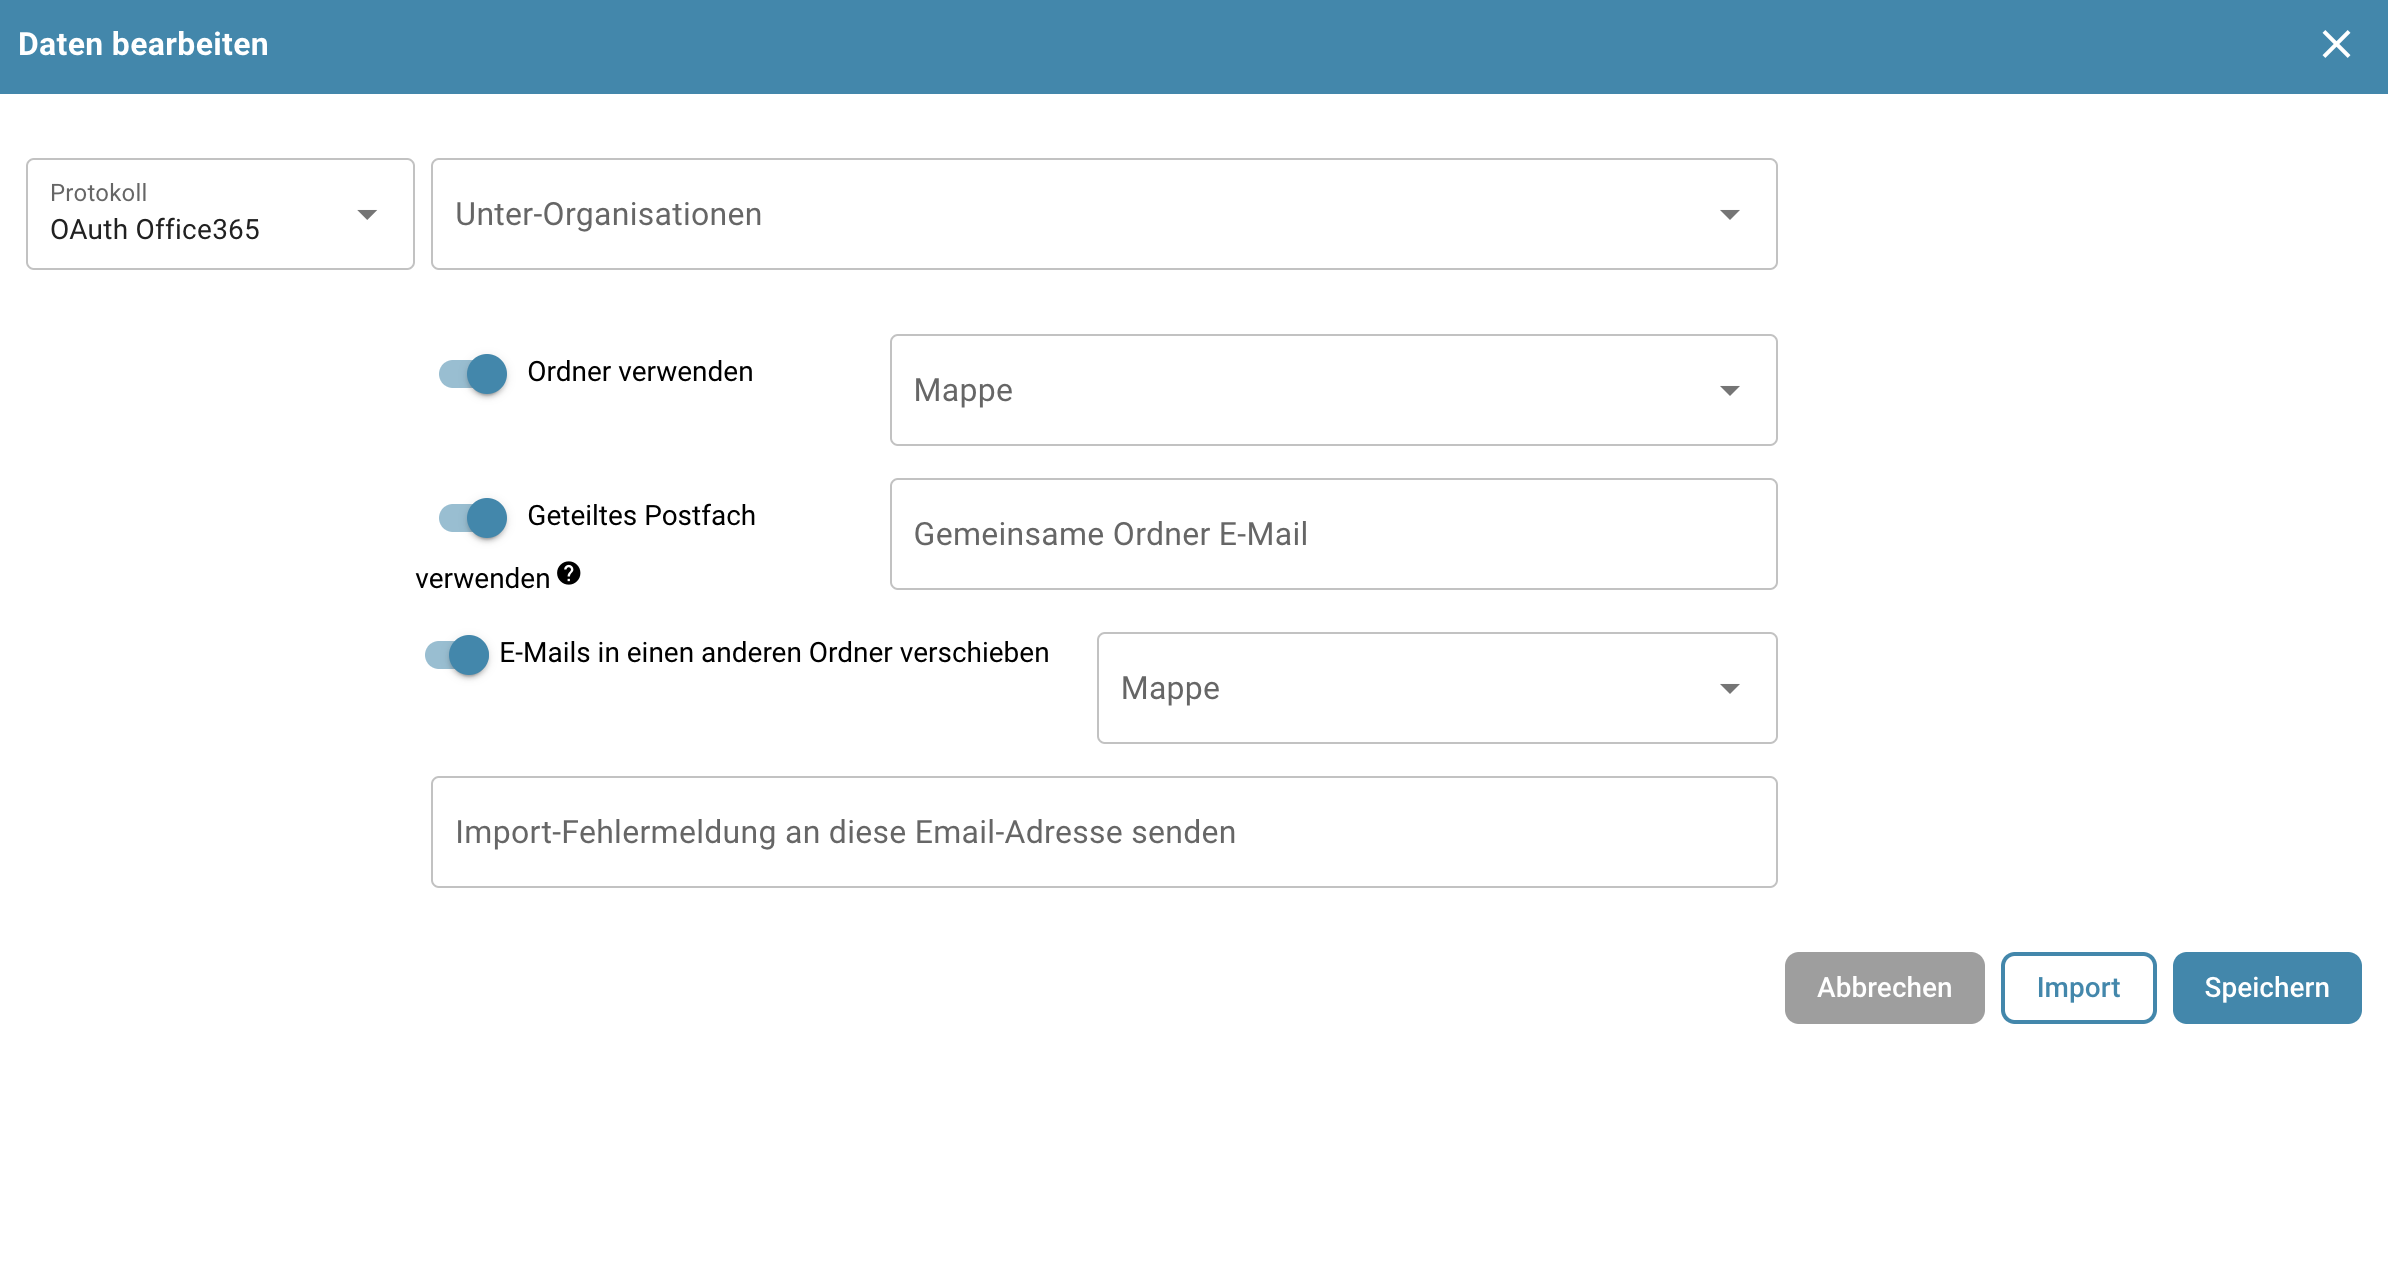 Daten bearbeiten
Protokoll
OAuth Office365
Unter-Organisationen
Ordner verwenden
Mappe
Geteiltes Postfach
verwenden
Gemeinsame Ordner E-Mail
E-Mails in einen anderen Ordner verschieben
Mappe
Import-Fehlermeldung an diese Email-Adresse senden
Abbrechen
Import
Speichern